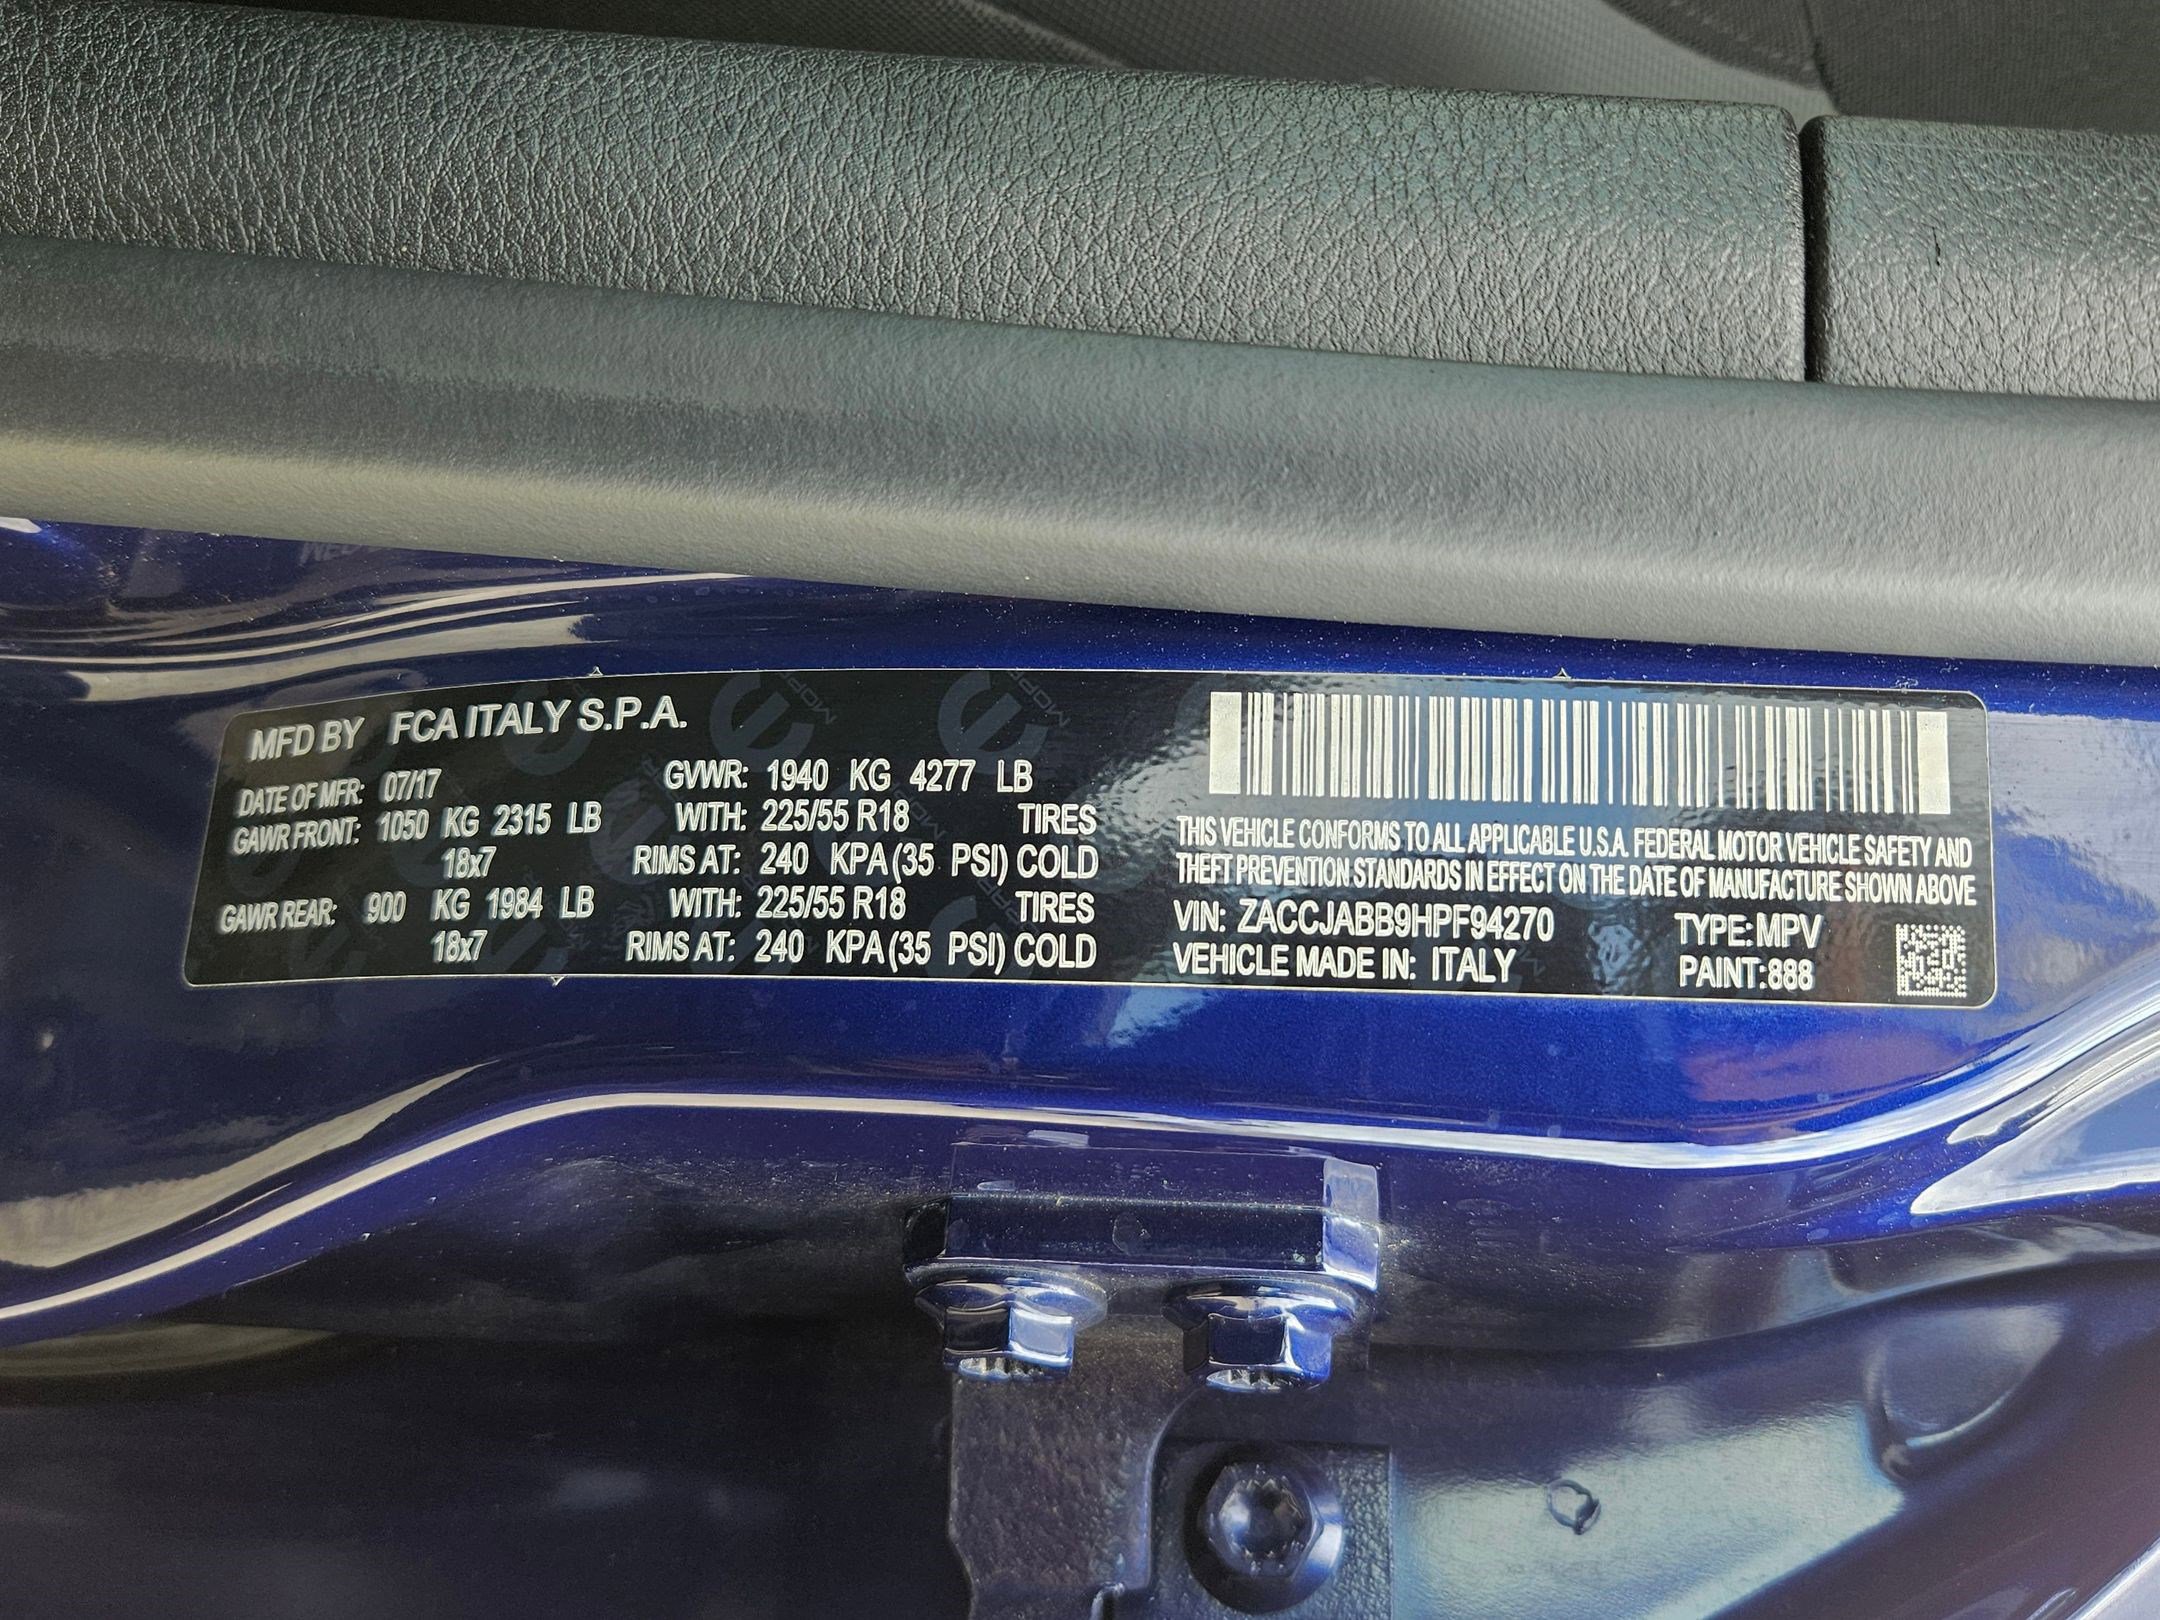 MFD BY FCA ITALY S.P.A.
DATE OF MFR: 07/17 GVWR: 1940 KG 4277 LB
GAWR FRONT: 1050 KG 2315 LB WITH: 225/55 R18 TIRES
18x7 RIMS AT: 240 KPA (35 PSI) COLD
GAWR REAR: 900 KG 1984 LB WITH: 225/55 R18 TIRES
18x7 RIMS AT: 240 KPA (35 PSI) COLD
THIS VEHICLE CONFORMS TO ALL APPLICABLE U.S.A. FEDERAL MOTOR VEHICLE SAFETY AND
THEFT PREVENTION STANDARDS IN EFFECT ON THE DATE OF MANUFACTURE SHOWN ABOVE
VIN: ZACCJABB9HPF94270 TYPE: MPV
VEHICLE MADE IN: ITALY PAINT:888